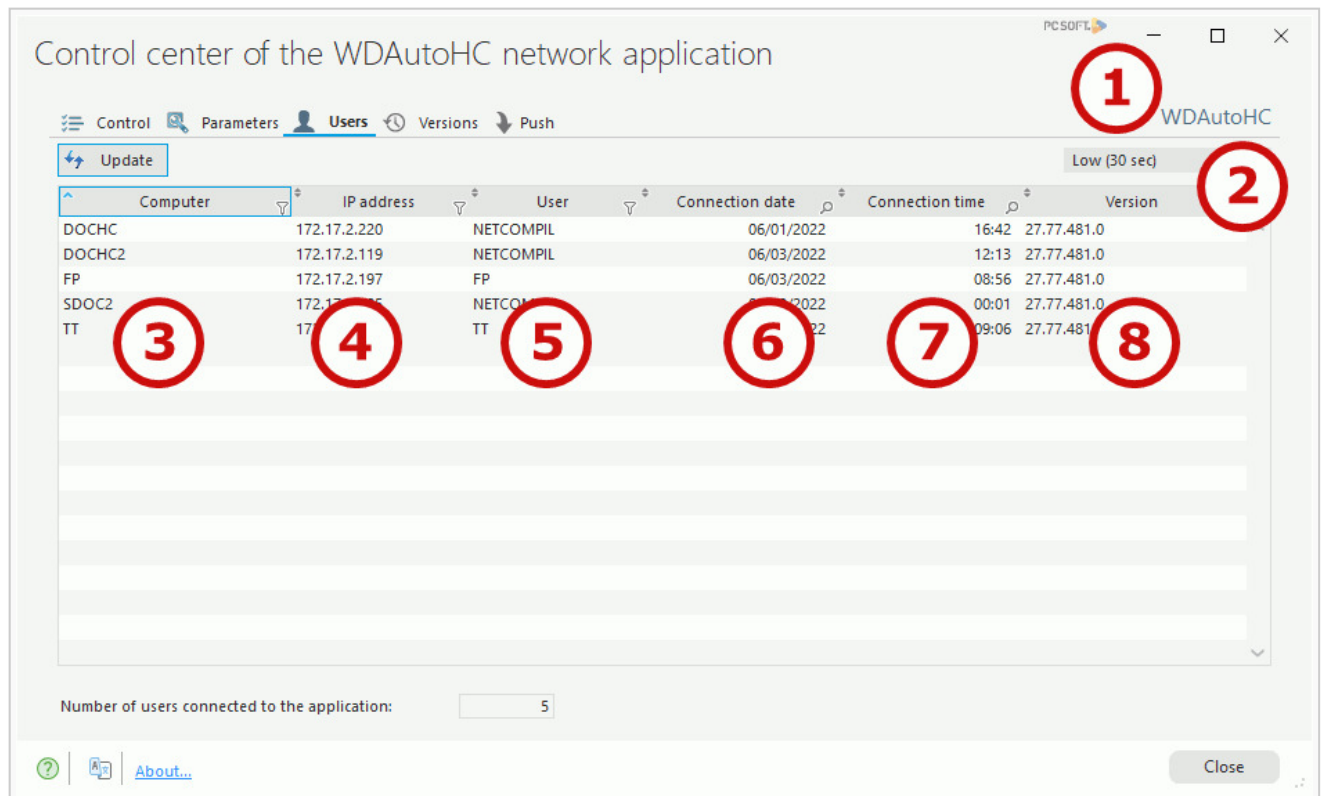 PC SOFT
Control center of the WDAutoHC network application
1
Control Parameters Users Versions Push WDAutoHC
Update Low (30 sec)
2
Computer IP address User Connection date Connection time Version
DOCHC 172.17.2.220 NETCOMPIL 06/01/2022 16:42 27.77.481.0
DOCHC2 172.17.2.119 NETCOMPIL 06/03/2022 12:13 27.77.481.0
FP 172.17.2.197 FP 06/03/2022 08:56 27.77.481.0
SDOC2 00:01 27.77.481.0
TT TT 09:06
3 4 5 6 7 8
Number of users connected to the application: 5
About... Close